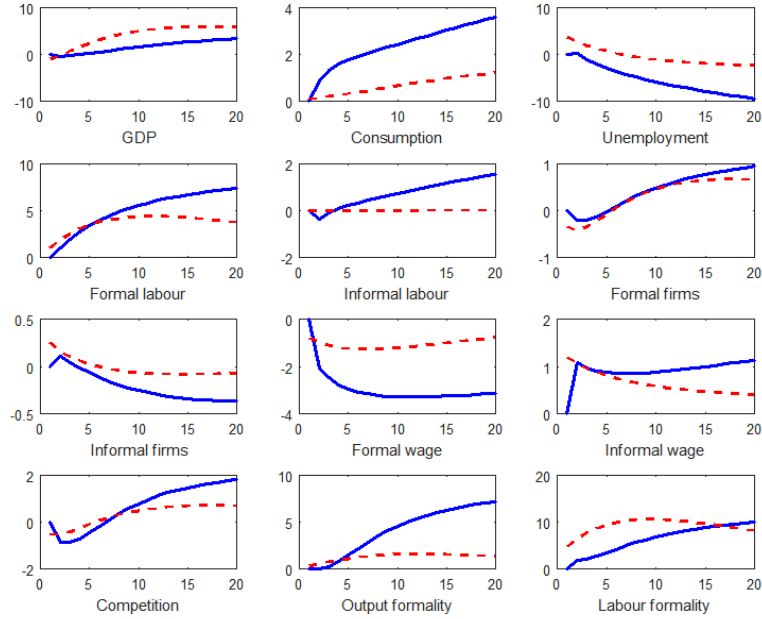 10
0
-10
0 5 10 15 20
GDP
4
2
0
0 5 10 15 20
Consumption
10
0
-10
0 5 10 15 20
Unemployment
10
5
0
0 5 10 15 20
Formal labour
2
0
-2
0 5 10 15 20
Informal labour
1
0
-1
0 5 10 15 20
Formal firms
0.5
0
-0.5
0 5 10 15 20
Informal firms
0
-2
-4
0 5 10 15 20
Formal wage
2
1
0
0 5 10 15 20
Informal wage
2
0
-2
0 5 10 15 20
Competition
10
5
0
0 5 10 15 20
Output formality
20
10
0
0 5 10 15 20
Labour formality